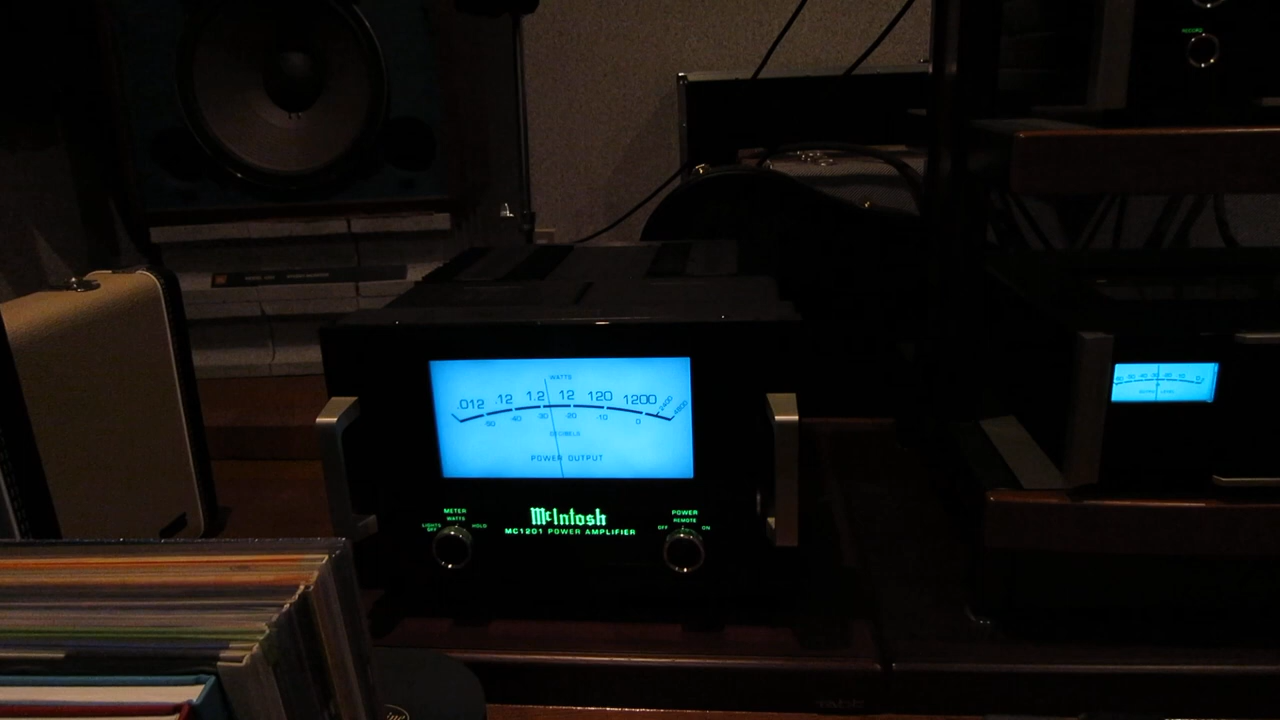 RECORD
WATTS
.012 .12 1.2 12 120 1200 2400 4800
-50 -40 -30 -20 -10 0
DECIBELS
POWER OUTPUT
METER
WATTS
LIGHTS OFF HOLD
McIntosh
MC1201 POWER AMPLIFIER
POWER
REMOTE
OFF ON